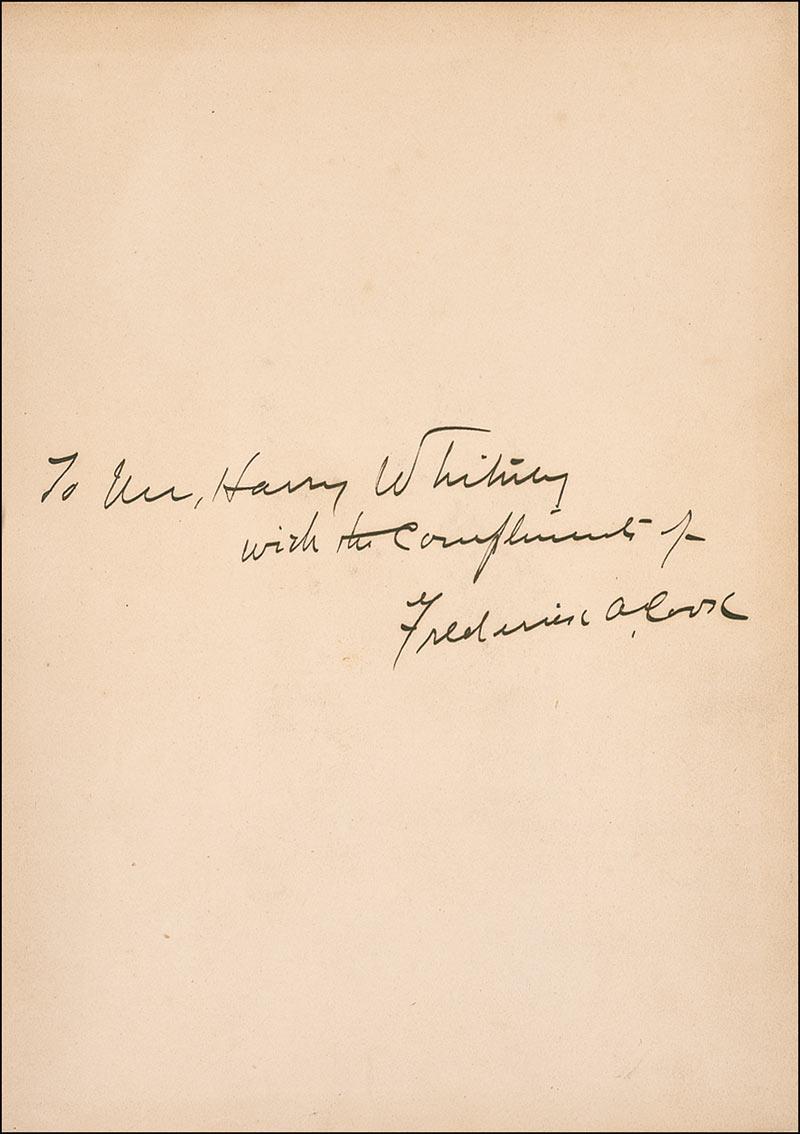 To Mr, Harry Whitney
with the Compliments of
Frederick A. Cook